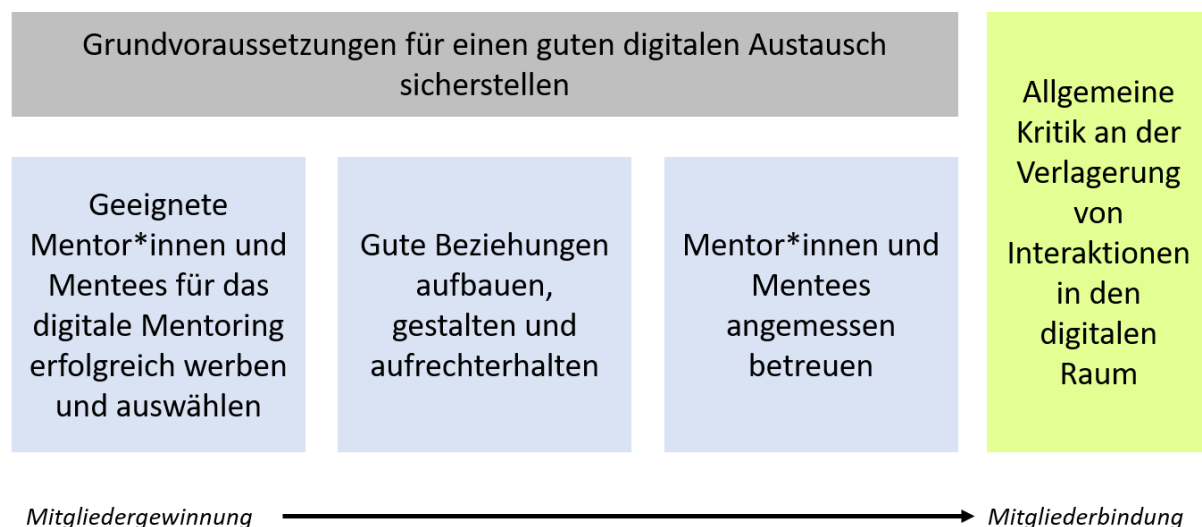 Grundvoraussetzungen für einen guten digitalen Austausch
sicherstellen
Geeignete
Mentor*innen und
Mentees für das
digitale Mentoring
erfolgreich werben
und auswählen
Gute Beziehungen
aufbauen,
gestalten und
aufrechterhalten
Mentor*innen und
Mentees
angemessen
betreuen
Allgemeine
Kritik an der
Verlagerung
von
Interaktionen
in den
digitalen
Raum
Mitgliedergewinnung
Mitgliederbindung